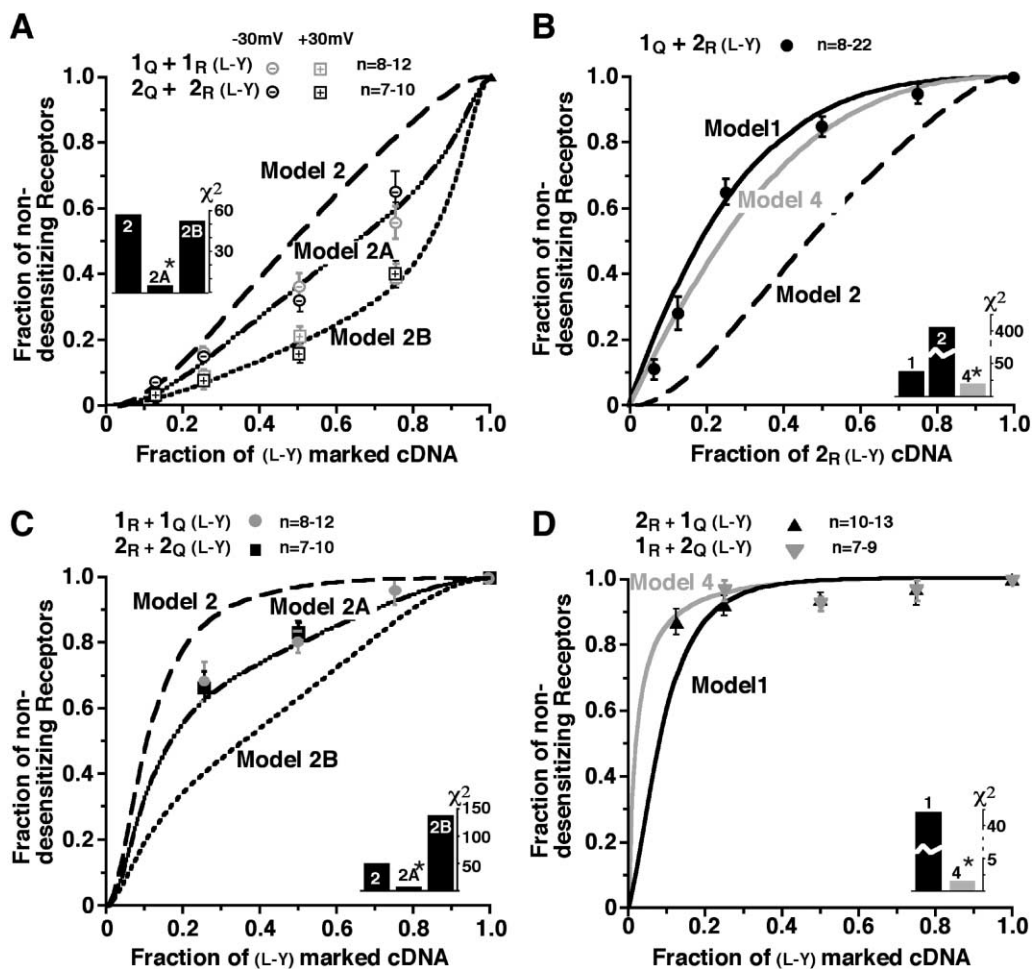 A
-30mV +30mV
1Q + 1R (L-Y) n=8-12
2Q + 2R (L-Y) n=7-10
Fraction of non-
desensitizing Receptors
1.0
0.8
0.6
0.4
0.2
0
Model 2
Model 2A
Model 2B
χ2
60
30
2
2A
*
2B
0 0.2 0.4 0.6 0.8 1.0
Fraction of (L-Y) marked cDNA
B
1Q + 2R (L-Y) n=8-22
Fraction of non-
desensitizing Receptors
1.0
0.8
0.6
0.4
0.2
0
Model1
Model 4
Model 2
χ2
400
50
1
2
4*
0 0.2 0.4 0.6 0.8 1.0
Fraction of 2R (L-Y) cDNA
C
1R + 1Q (L-Y) n=8-12
2R + 2Q (L-Y) n=7-10
Fraction of non-
desensitizing Receptors
1.0
0.8
0.6
0.4
0.2
0
Model 2
Model 2A
Model 2B
χ2
150
100
50
2
2A
*
2B
0 0.2 0.4 0.6 0.8 1.0
Fraction of (L-Y) marked cDNA
D
2R + 1Q (L-Y) n=10-13
1R + 2Q (L-Y) n=7-9
Fraction of non-
desensitizing Receptors
1.0
0.8
0.6
0.4
0.2
0
Model 4
Model1
χ2
40
5
1
4*
0 0.2 0.4 0.6 0.8 1.0
Fraction of (L-Y) marked cDNA